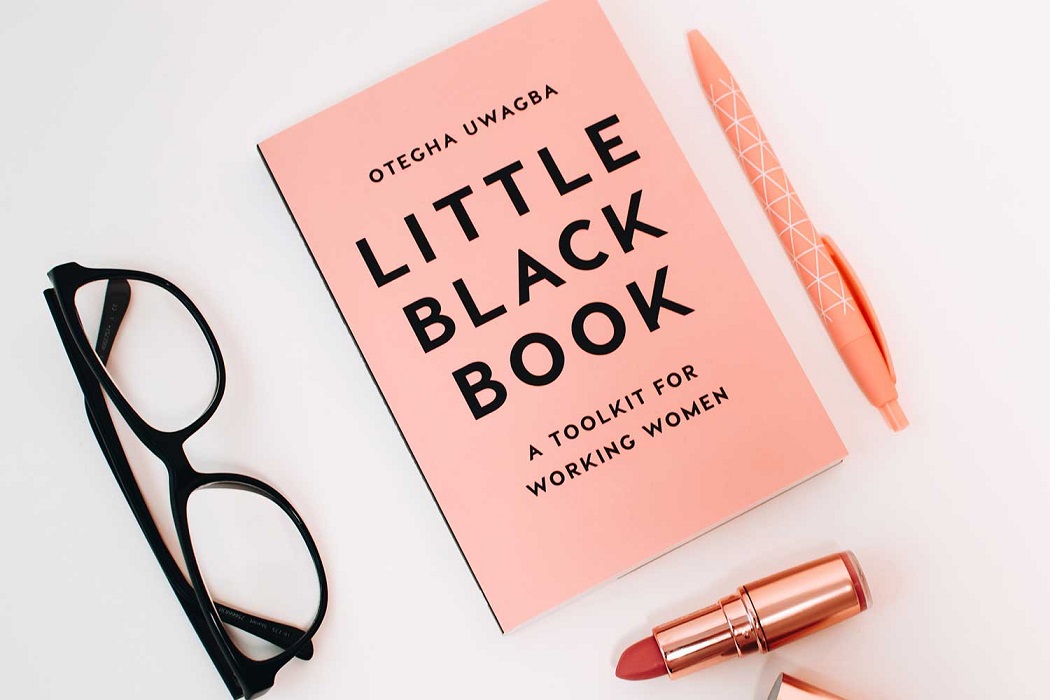 OTEGHA UWAGBA
LITTLE
BLACK
BOOK
A TOOLKIT FOR
WORKING WOMEN